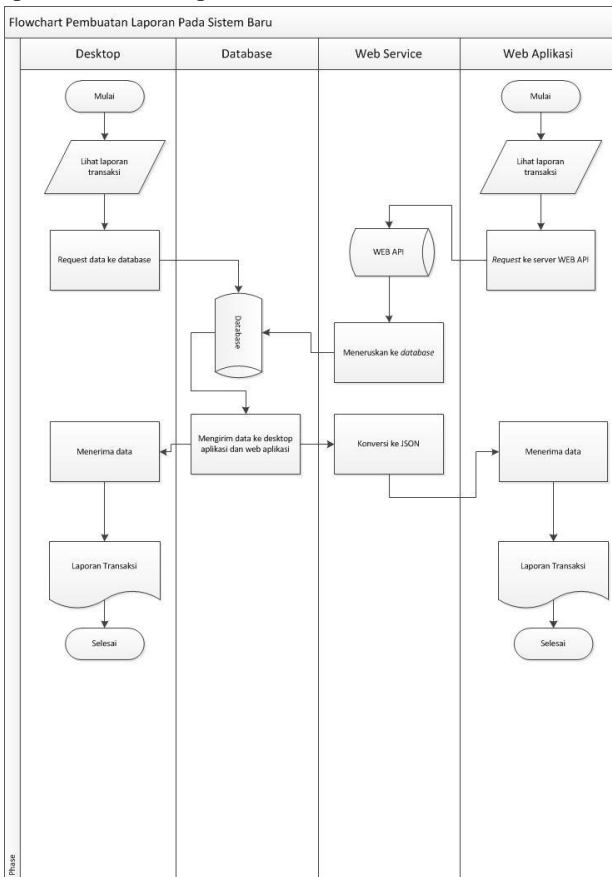 Flowchart Pembuatan Laporan Pada Sistem Baru
Desktop
Database
Web Service
Web Aplikasi
Mulai
Mulai
Lihat laporan
transaksi
Lihat laporan
transaksi
Request data ke database
WEB API
Request ke server WEB API
Database
Meneruskan ke database
Menerima data
Mengirim data ke desktop
aplikasi dan web aplikasi
Konversi ke JSON
Menerima data
Laporan Transaksi
Laporan Transaksi
Selesai
Selesai
Phase